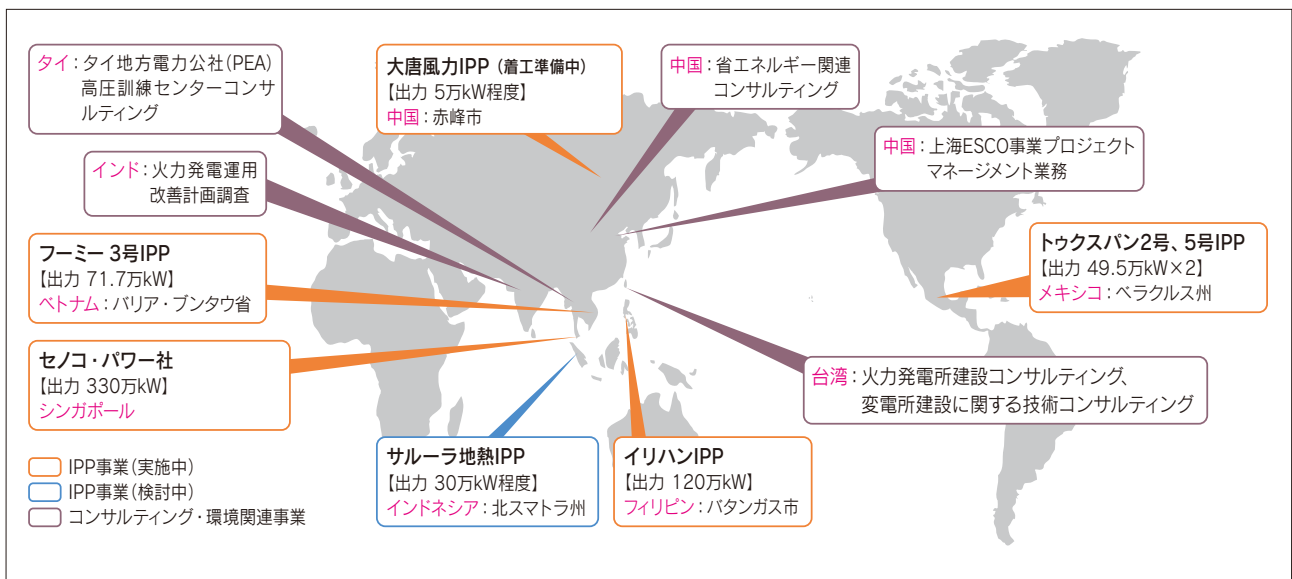 タイ：タイ地方電力公社(PEA)
高圧訓練センターコンサ
ルティング
大唐風力IPP（着工準備中）
【出力 5万kW程度】
中国：赤峰市
中国：省エネルギー関連
コンサルティング
中国：上海ESCO事業プロジェクト
マネージメント業務
インド：火力発電運用
改善計画調査
フーミー 3号IPP
【出力 71.7万kW】
ベトナム：バリア・ブンタウ省
トゥクスパン2号、5号IPP
【出力 49.5万kW×2】
メキシコ：ベラクルス州
セノコ・パワー社
【出力 330万kW】
シンガポール
台湾：火力発電所建設コンサルティング、
変電所建設に関する技術コンサルティング
サルーラ地熱IPP
【出力 30万kW程度】
インドネシア：北スマトラ州
イリハンIPP
【出力 120万kW】
フィリピン：バタンガス市
IPP事業(実施中)
IPP事業(検討中)
コンサルティング・環境関連事業